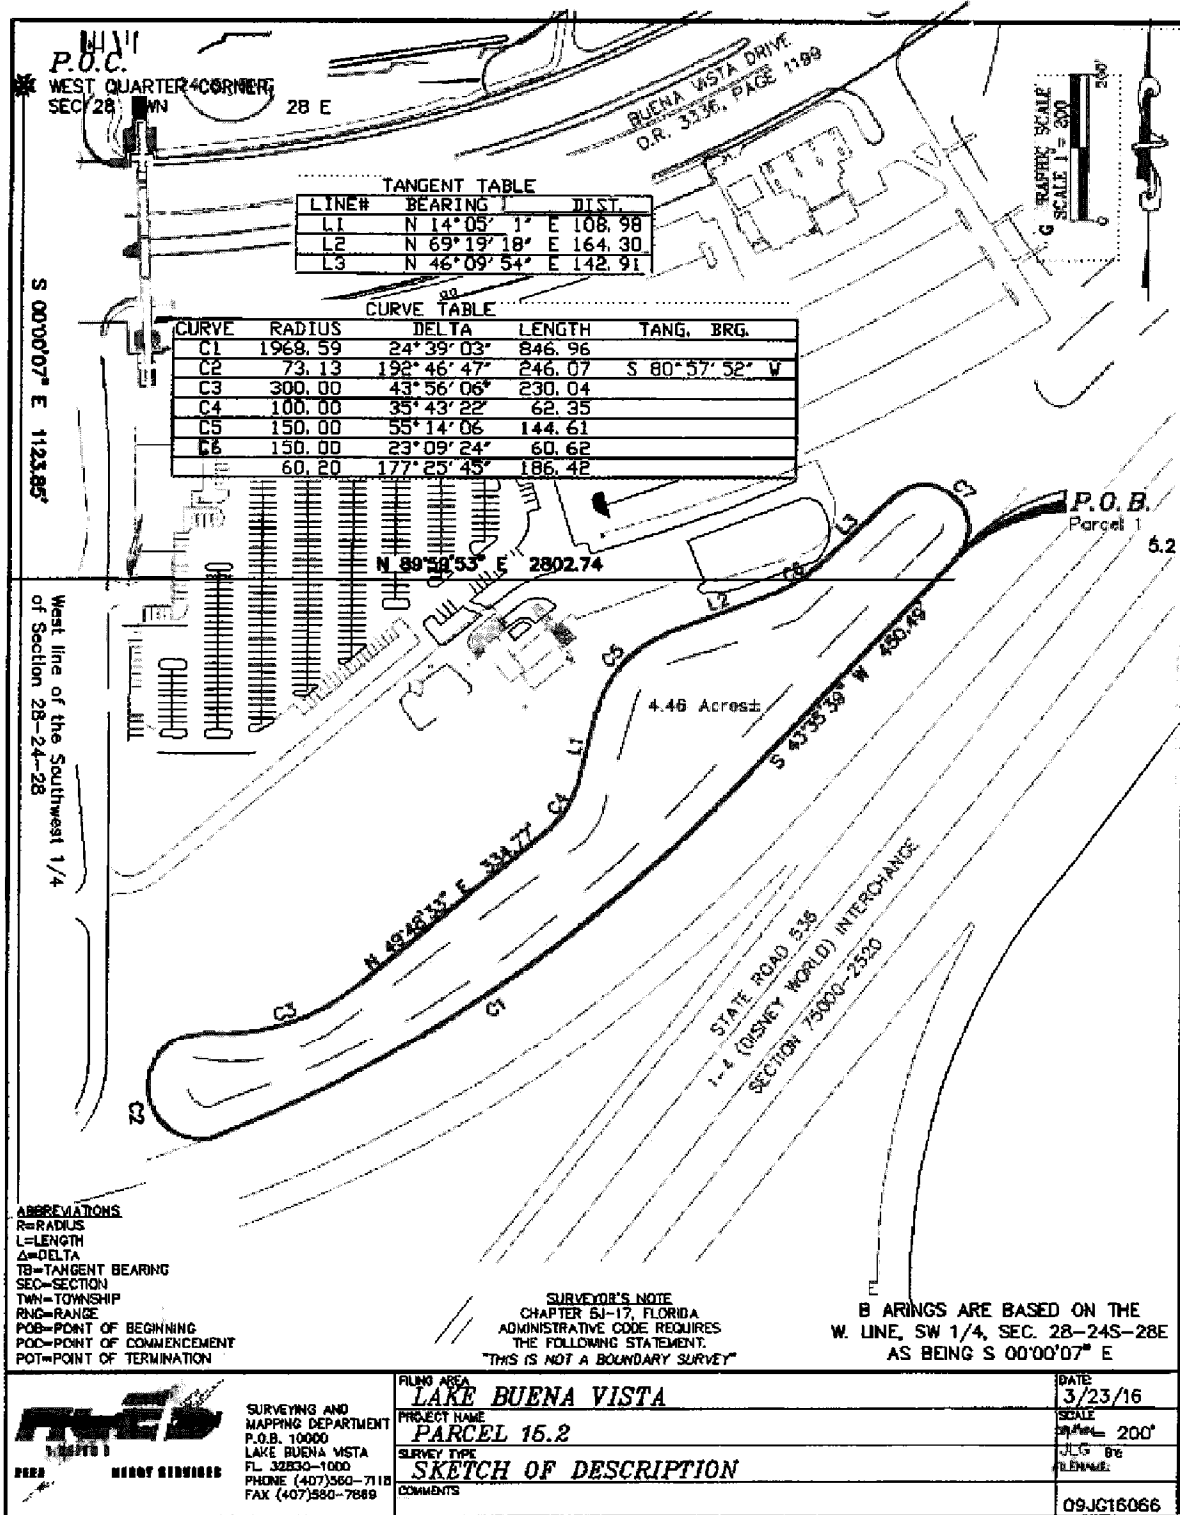 P.O.C.
WEST QUARTER CORNER,
SEC 28 28 E
BUENA VISTA DRIVE
O.R. 3336, PAGE 1199
GRAPHIC SCALE
SCALE 1 = 200
0 200'
TANGENT TABLE
LINE# BEARING DIST.
L1 N 14°05' 1" E 108.98
L2 N 69°19'18" E 164.30
L3 N 46°09'54" E 142.91
CURVE TABLE
CURVE RADIUS DELTA LENGTH TANG. BRG.
C1 1968.59 24°39'03" 846.96
C2 73.13 192°46'47" 246.07 S 80°57'52" W
C3 300.00 43°56'06" 230.04
C4 100.00 35°43'22" 62.35
C5 150.00 55°14'06 144.61
C6 150.00 23°09'24" 60.62
60.20 177°25'45" 186.42
S 00°00'07" E 1123.85'
C7
P.O.B.
Parcel 1
5.2
L3
N 89°59'53" E 2802.74
C6
L2
C5
West line of the Southwest 1/4
of Section 28-24-28
4.46 Acres±
S 43°35'39" W 450.49'
L1
C4
N 49°48'33" E 334.77'
STATE ROAD 536
I-4 (DISNEY WORLD) INTERCHANGE
SECTION 75000-2520
C3
C1
C2
ABBREVIATIONS
R=RADIUS
L=LENGTH
Δ=DELTA
TB=TANGENT BEARING
SEC=SECTION
TWN=TOWNSHIP
RNG=RANGE
POB=POINT OF BEGINNING
POC=POINT OF COMMENCEMENT
POT=POINT OF TERMINATION
SURVEYOR'S NOTE
CHAPTER 5J-17, FLORIDA
ADMINISTRATIVE CODE REQUIRES
THE FOLLOWING STATEMENT.
"THIS IS NOT A BOUNDARY SURVEY"
B ARINGS ARE BASED ON THE
W. LINE, SW 1/4, SEC. 28-24S-28E
AS BEING S 00°00'07" E
SURVEYING AND
MAPPING DEPARTMENT
P.O.B. 10000
LAKE BUENA VISTA
FL 32830-1000
PHONE (407)560-7118
FAX (407)560-7889
FILING AREA
LAKE BUENA VISTA
PROJECT NAME
PARCEL 15.2
SURVEY TYPE
SKETCH OF DESCRIPTION
COMMENTS
DATE
3/23/16
SCALE
200'
JLG
09JG16066